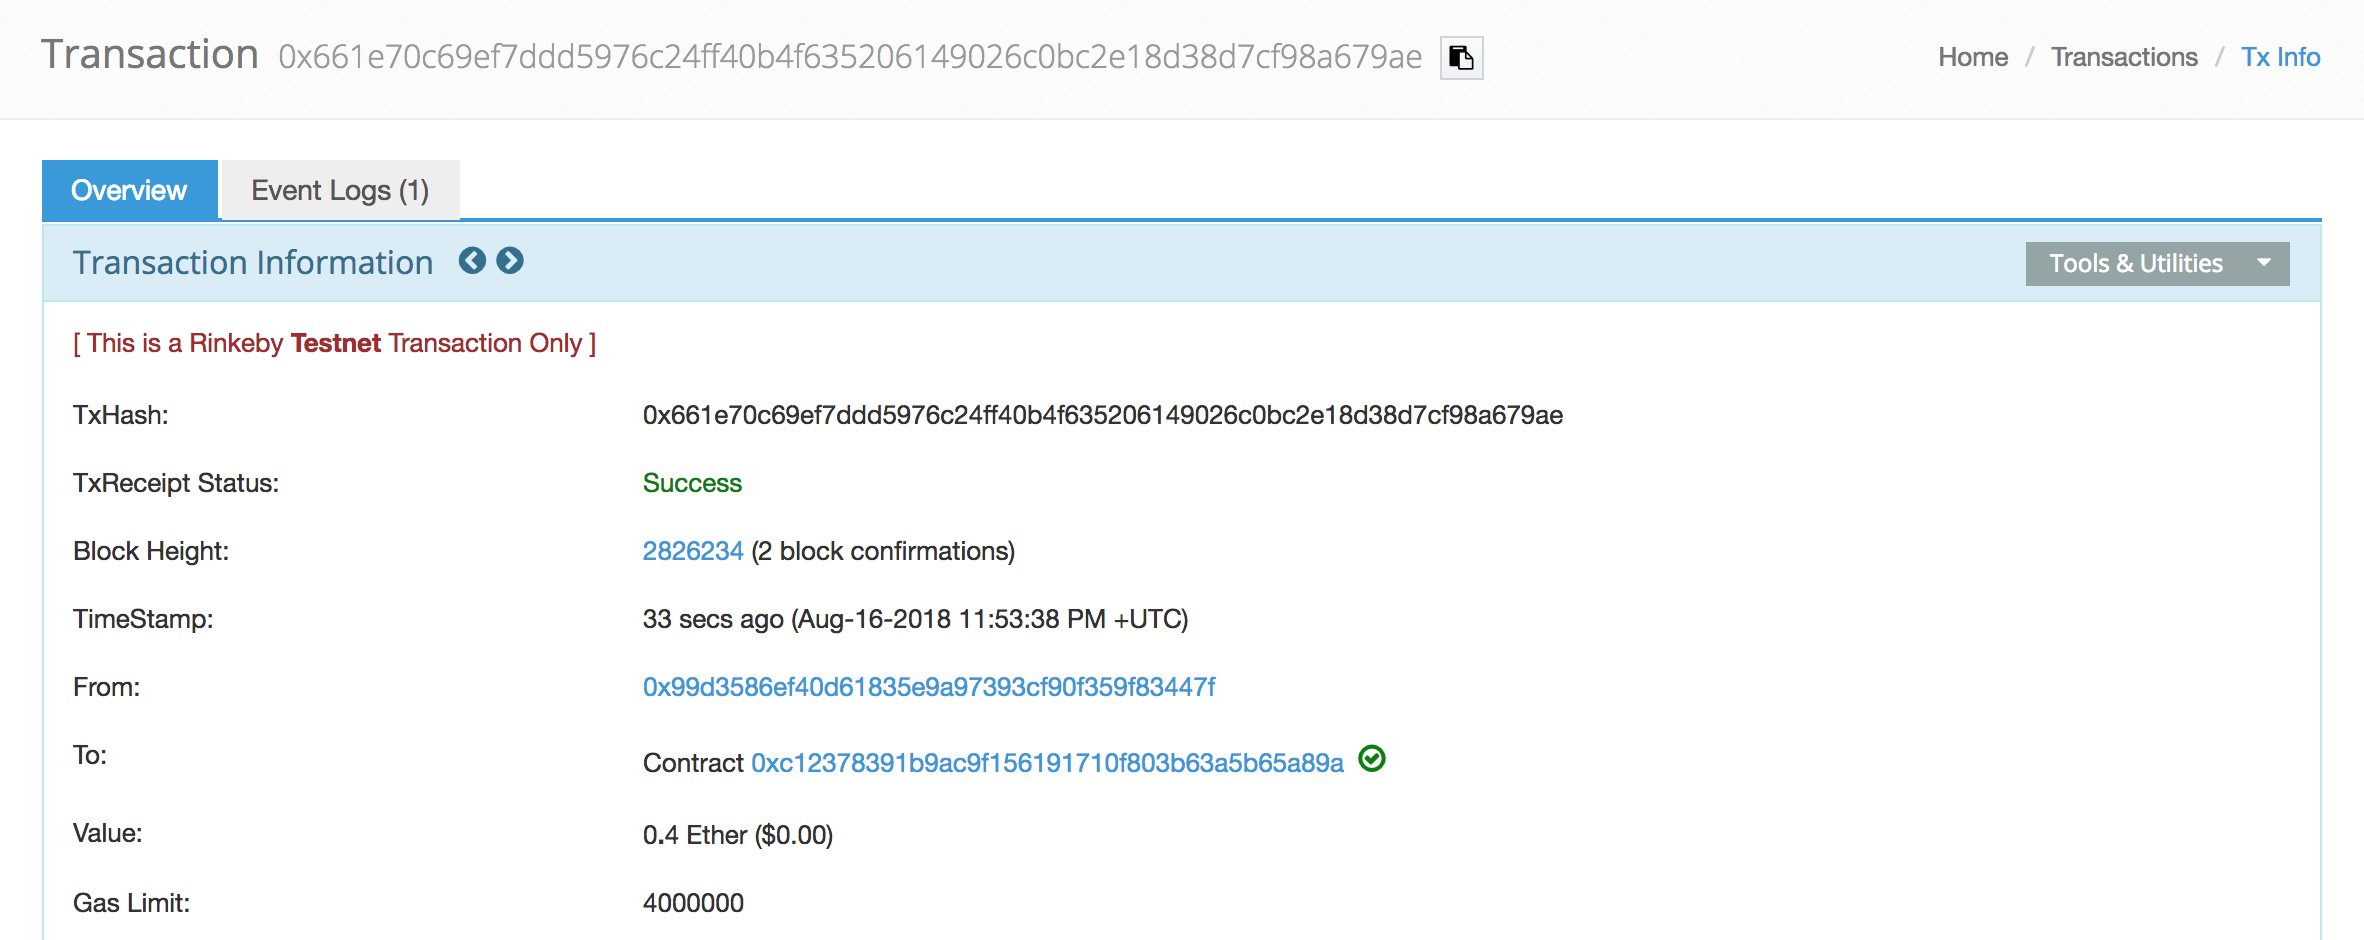 Transaction 0x661e70c69ef7ddd5976c24ff40b4f635206149026c0bc2e18d38d7cf98a679ae
Home / Transactions / Tx Info
Overview Event Logs (1)
Transaction Information Tools & Utilities
[ This is a Rinkeby Testnet Transaction Only ]
TxHash: 0x661e70c69ef7ddd5976c24ff40b4f635206149026c0bc2e18d38d7cf98a679ae
TxReceipt Status: Success
Block Height: 2826234 (2 block confirmations)
TimeStamp: 33 secs ago (Aug-16-2018 11:53:38 PM +UTC)
From: 0x99d3586ef40d61835e9a97393cf90f359f83447f
To: Contract 0xc12378391b9ac9f156191710f803b63a5b65a89a
Value: 0.4 Ether ($0.00)
Gas Limit: 4000000